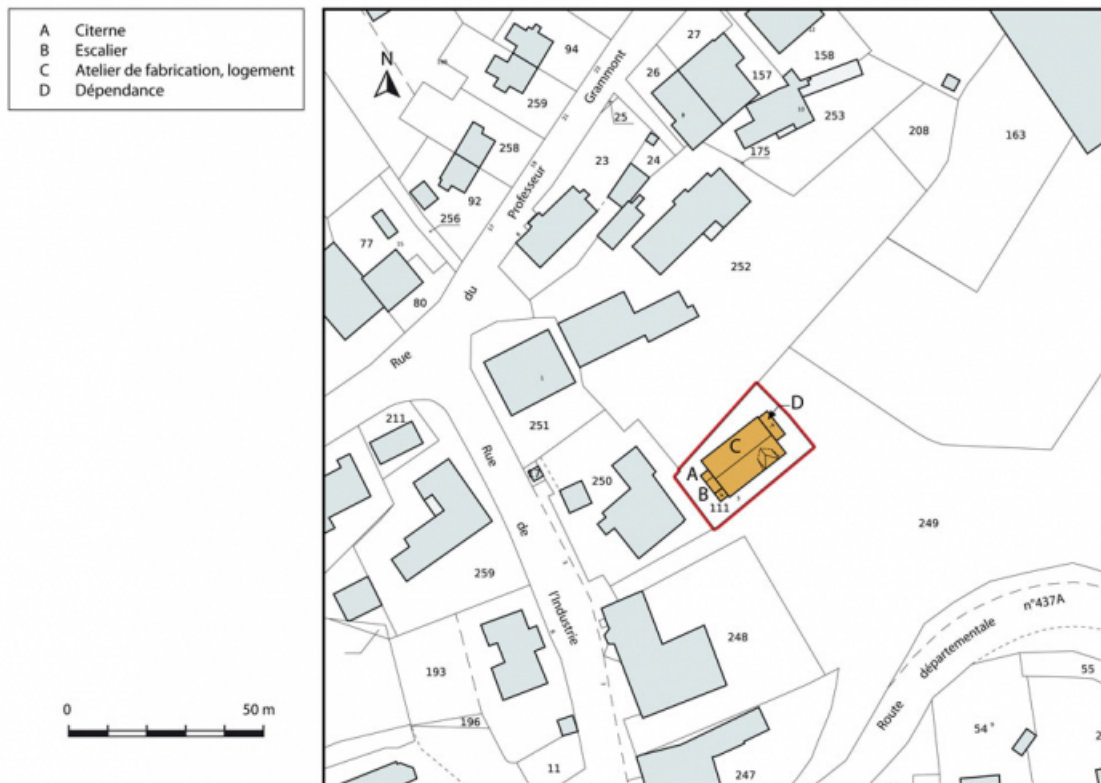 A Citerne
B Escalier
C Atelier de fabrication, logement
D Dépendance
N
94
27
158
26
157
Grammont
259
25
253
208
163
258
23
24
175
Professeur
92
256
77
252
80
du
Rue
D
211
251
C
Rue
250
A
B
111
de
249
259
l'Industrie
n°437A
départementale
248
193
55
Route
0 50 m
196
54
11
247